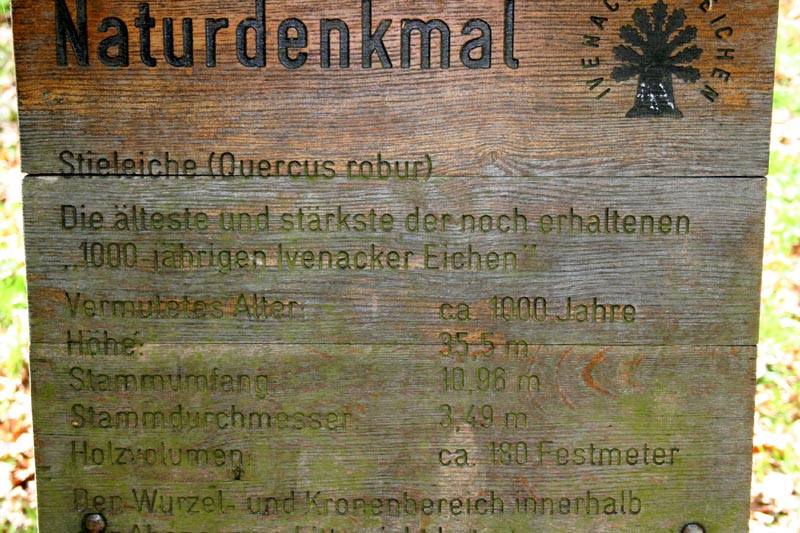 Naturdenkmal
IVENACKER EICHEN
Stieleiche (Quercus robur)
Die älteste und stärkste der noch erhaltenen
„1000-jährigen Ivenacker Eichen"
Vermutetes Alter: ca. 1000 Jahre
Höhe: 35,5 m
Stammumfang: 10,96 m
Stammdurchmesser: 3,49 m
Holzvolumen: ca. 180 Festmeter
Der Wurzel- und Kronenbereich innerhalb